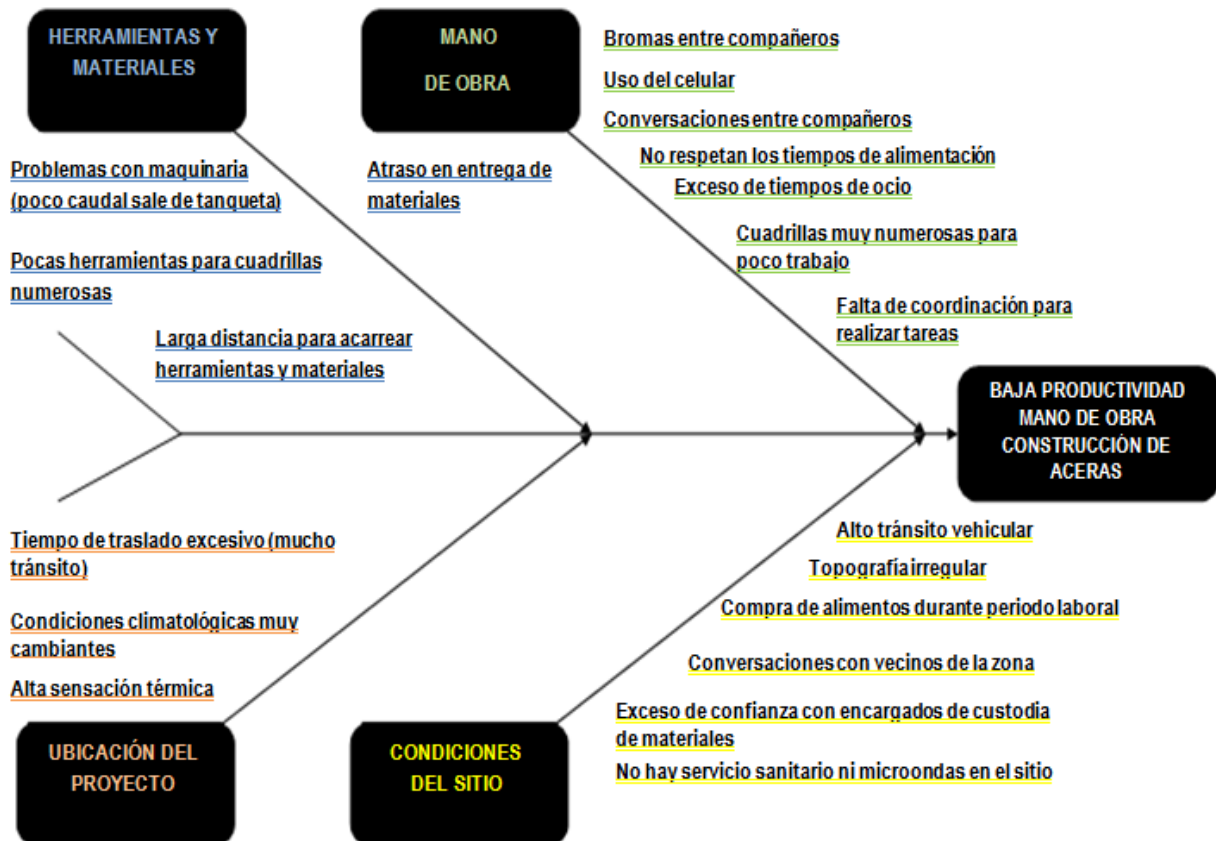 HERRAMIENTAS Y
MATERIALES
MANO
DE OBRA
Bromas entre compañeros
Uso del celular
Conversaciones entre compañeros
No respetan los tiempos de alimentación
Exceso de tiempos de ocio
Cuadrillas muy numerosas para
poco trabajo
Falta de coordinación para
realizar tareas
Problemas con maquinaria
(poco caudal sale de tanqueta)
Atraso en entrega de
materiales
Pocas herramientas para cuadrillas
numerosas
Larga distancia para acarrear
herramientas y materiales
BAJA PRODUCTIVIDAD
MANO DE OBRA
CONSTRUCCIÓN DE
ACERAS
Tiempo de traslado excesivo (mucho
tránsito)
Condiciones climatológicas muy
cambiantes
Alta sensación térmica
UBICACIÓN DEL
PROYECTO
Alto tránsito vehicular
Topografía irregular
Compra de alimentos durante periodo laboral
Conversaciones con vecinos de la zona
Exceso de confianza con encargados de custodia
de materiales
No hay servicio sanitario ni microondas en el sitio
CONDICIONES
DEL SITIO